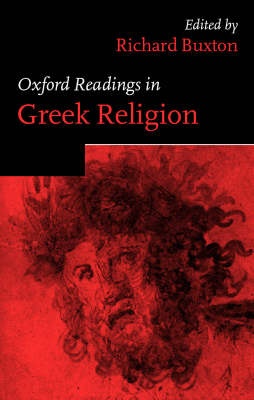 Edited by
Richard Buxton
Oxford Readings in
Greek Religion